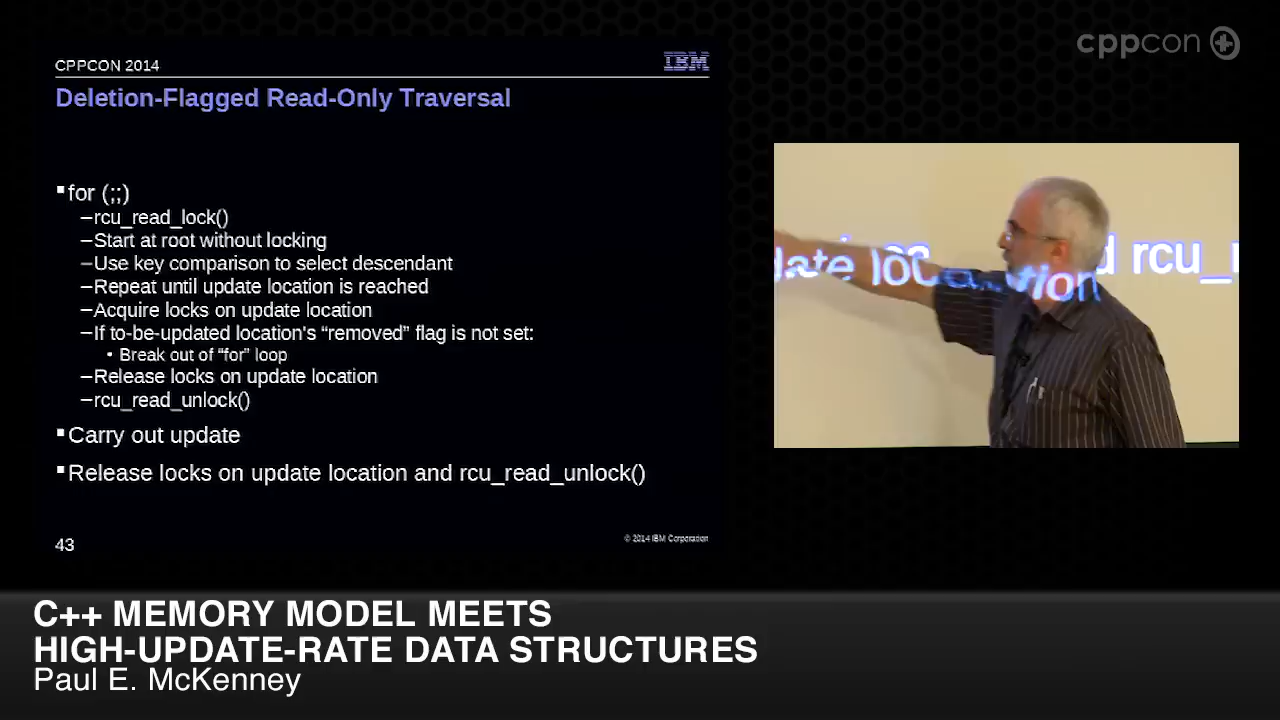 cppcon
CPPCON 2014
IBM
Deletion-Flagged Read-Only Traversal
▪for (;;)
–rcu_read_lock()
–Start at root without locking
–Use key comparison to select descendant
–Repeat until update location is reached
–Acquire locks on update location
–If to-be-updated location's “removed” flag is not set:
• Break out of “for” loop
–Release locks on update location
–rcu_read_unlock()
▪Carry out update
▪Release locks on update location and rcu_read_unlock()
43
© 2014 IBM Corporation
C++ MEMORY MODEL MEETS
HIGH-UPDATE-RATE DATA STRUCTURES
Paul E. McKenney